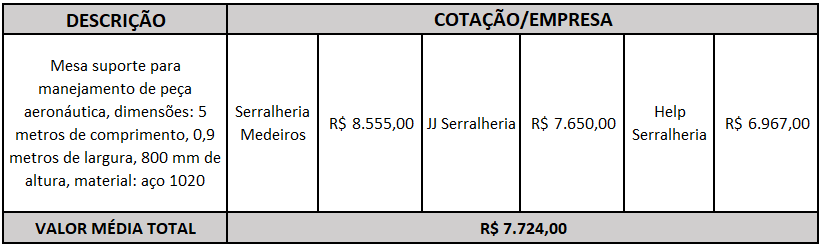 DESCRIÇÃO
COTAÇÃO/EMPRESA
Mesa suporte para
manejamento de peça
aeronáutica, dimensões: 5
metros de comprimento, 0,9
metros de largura, 800 mm de
altura, material: aço 1020
Serralheria
Medeiros
R$ 8.555,00
JJ Serralheria
R$ 7.650,00
Help
Serralheria
R$ 6.967,00
VALOR MÉDIA TOTAL
R$ 7.724,00